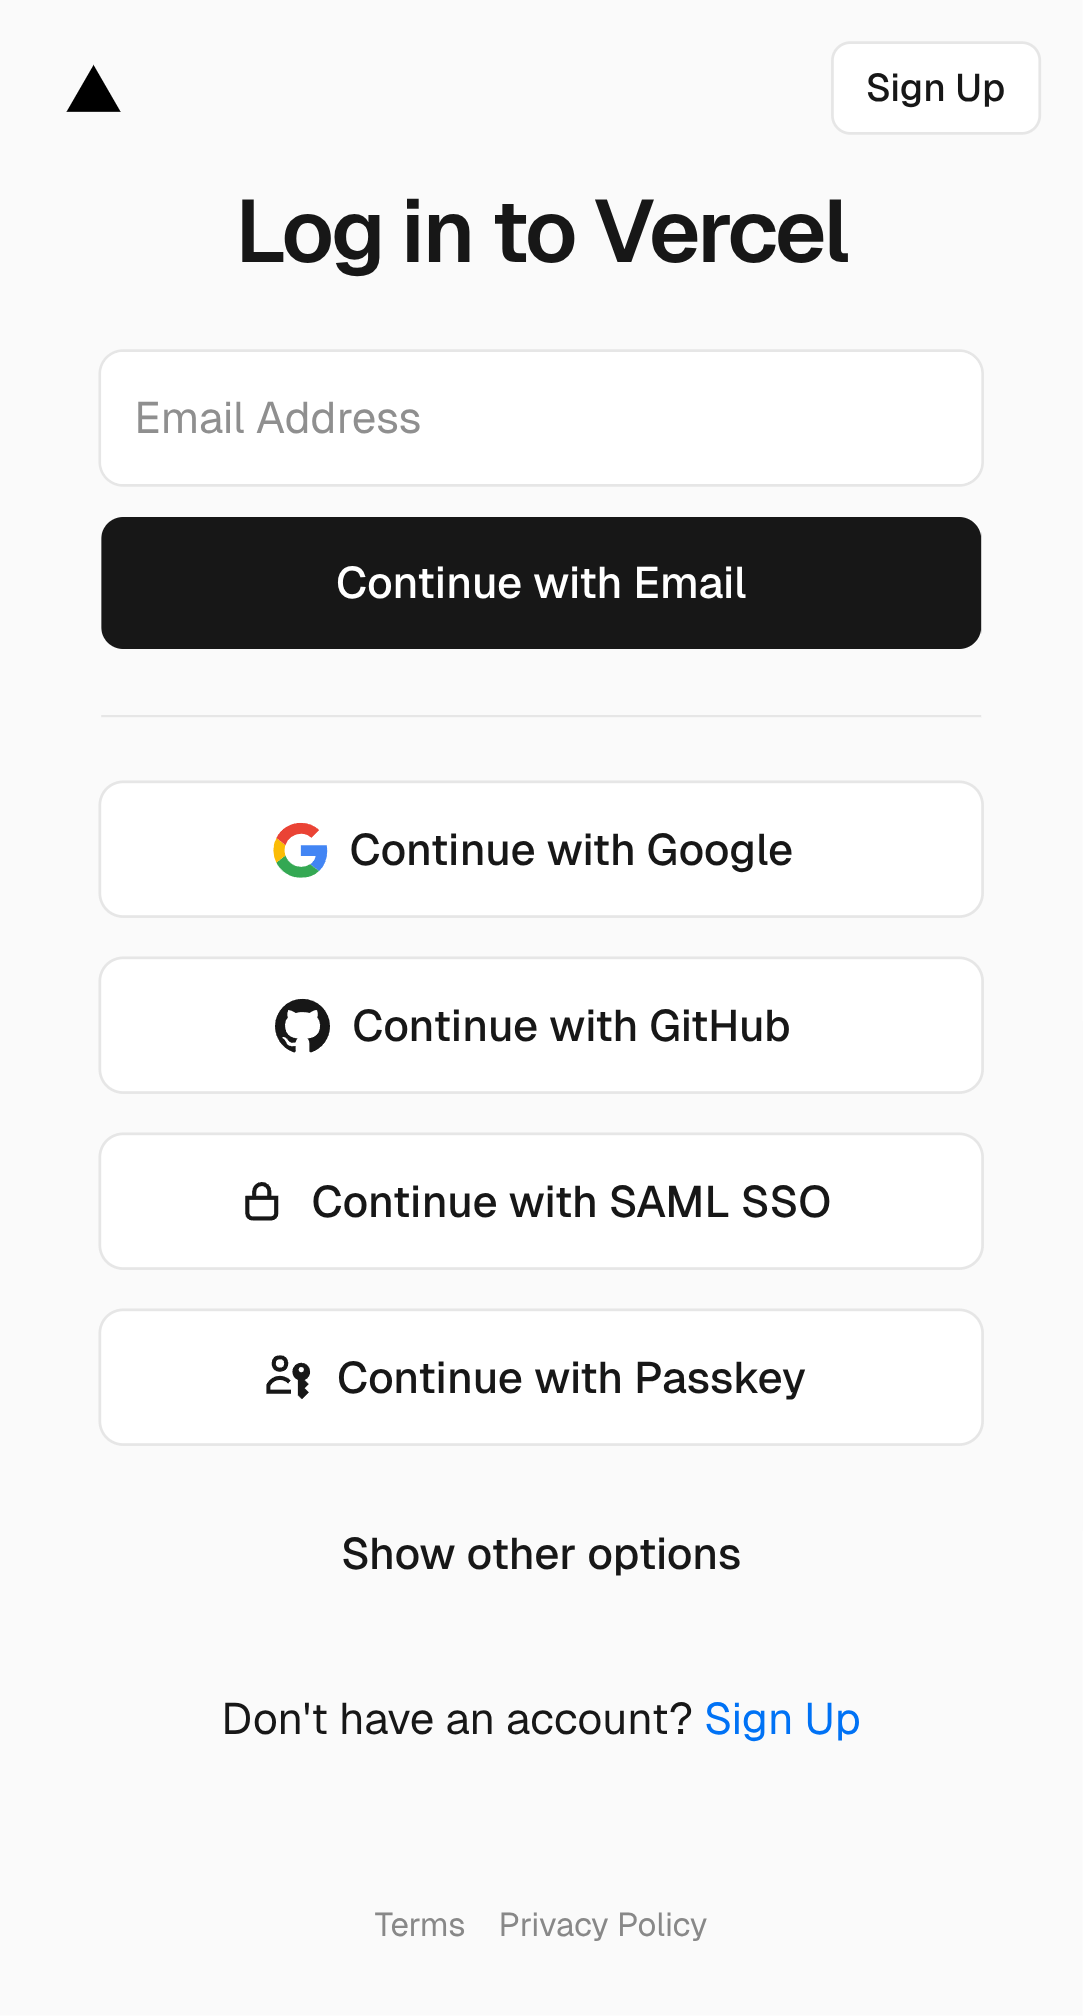 Sign Up
Log in to Vercel
Email Address
Continue with Email
Continue with Google
Continue with GitHub
Continue with SAML SSO
Continue with Passkey
Show other options
Don't have an account? Sign Up
Terms Privacy Policy